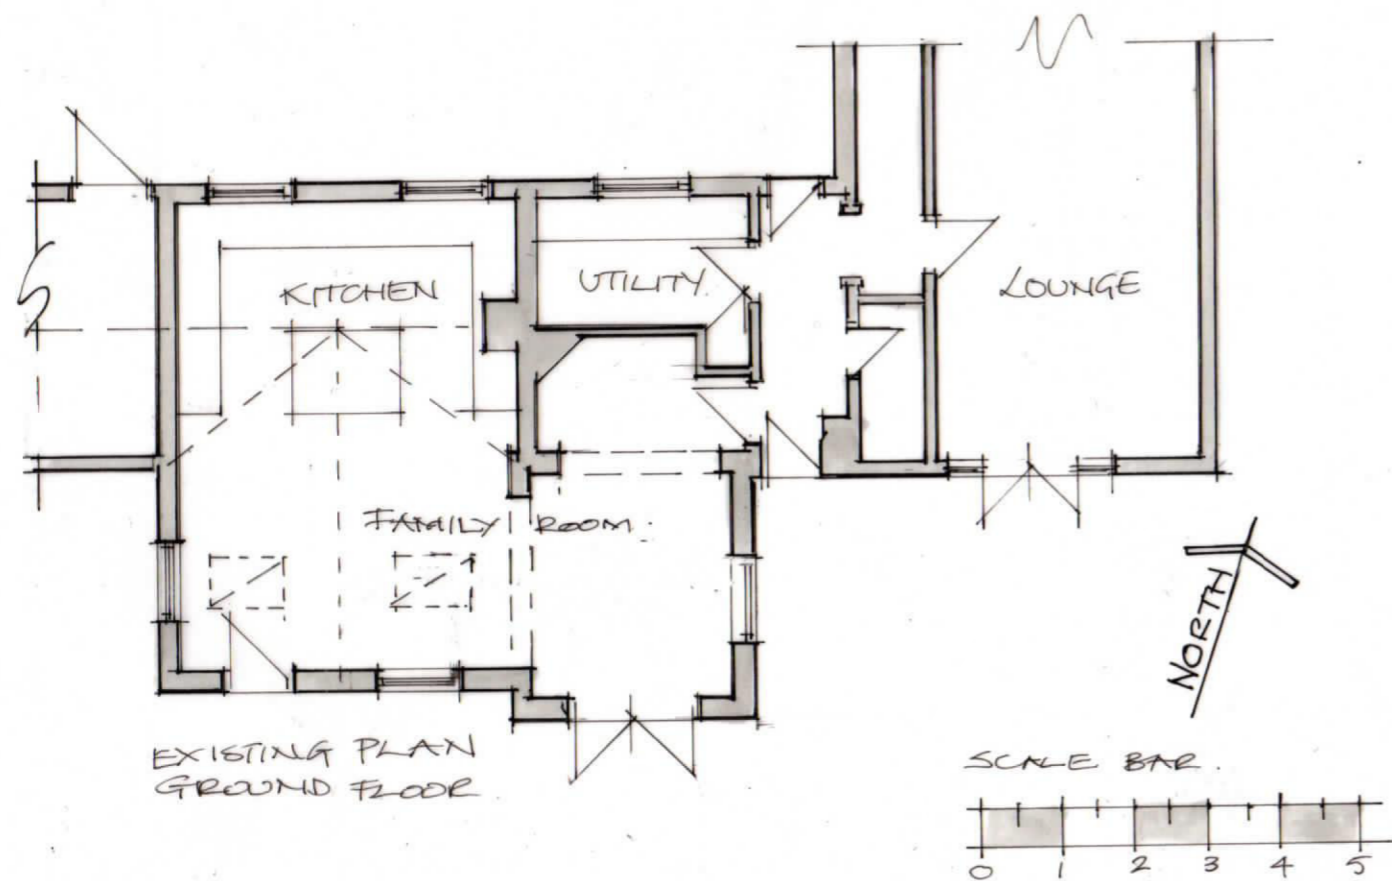 KITCHEN
UTILITY.
LOUNGE
FAMILY ROOM.
NORTH
EXISTING PLAN
GROUND FLOOR
SCALE BAR.
0 1 2 3 4 5